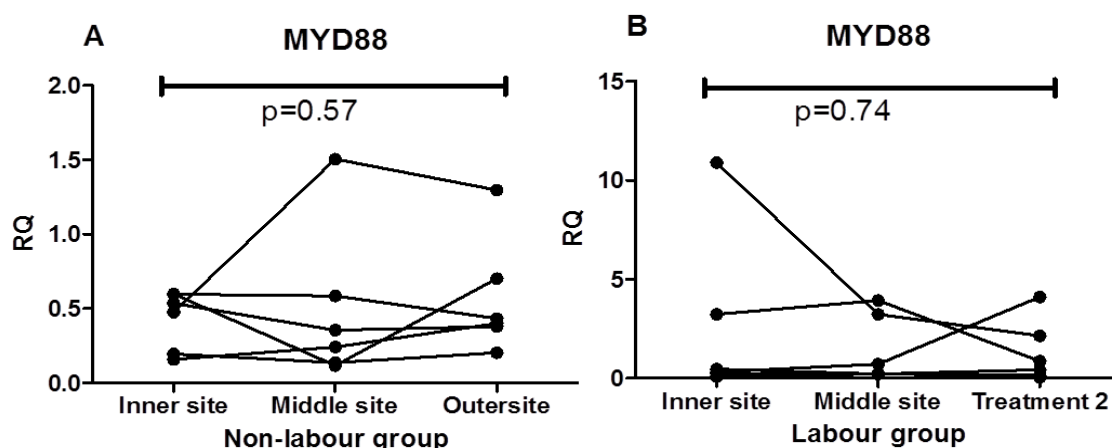 A
MYD88
2.0
p=0.57
1.5
1.0
0.5
0.0
RQ
Inner site Middle site Outersite
Non-labour group
B
MYD88
15
p=0.74
10
5
0
RQ
Inner site Middle site Treatment 2
Labour group